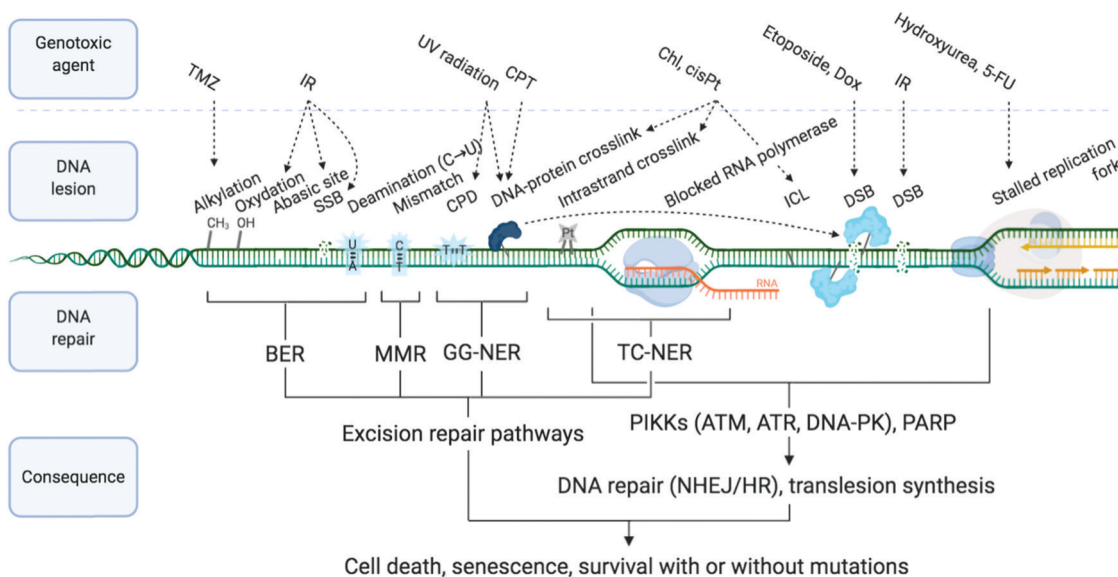 Genotoxic
agent
TMZ
IR
UV radiation
CPT
Chl, cisPt
Etoposide, Dox
IR
Hydroxyurea, 5-FU
DNA
lesion
Alkylation
Oxydation
Abasic site
SSB
Deamination (C→U)
Mismatch
CPD
DNA-protein crosslink
Intrastrand crosslink
Blocked RNA polymerase
ICL
DSB
DSB
Stalled replication
fork
CH₃
OH
U
A
C
T
T T
Pt
RNA
DNA
repair
BER
MMR
GG-NER
TC-NER
Excision repair pathways
PIKKs (ATM, ATR, DNA-PK), PARP
Consequence
DNA repair (NHEJ/HR), translesion synthesis
Cell death, senescence, survival with or without mutations